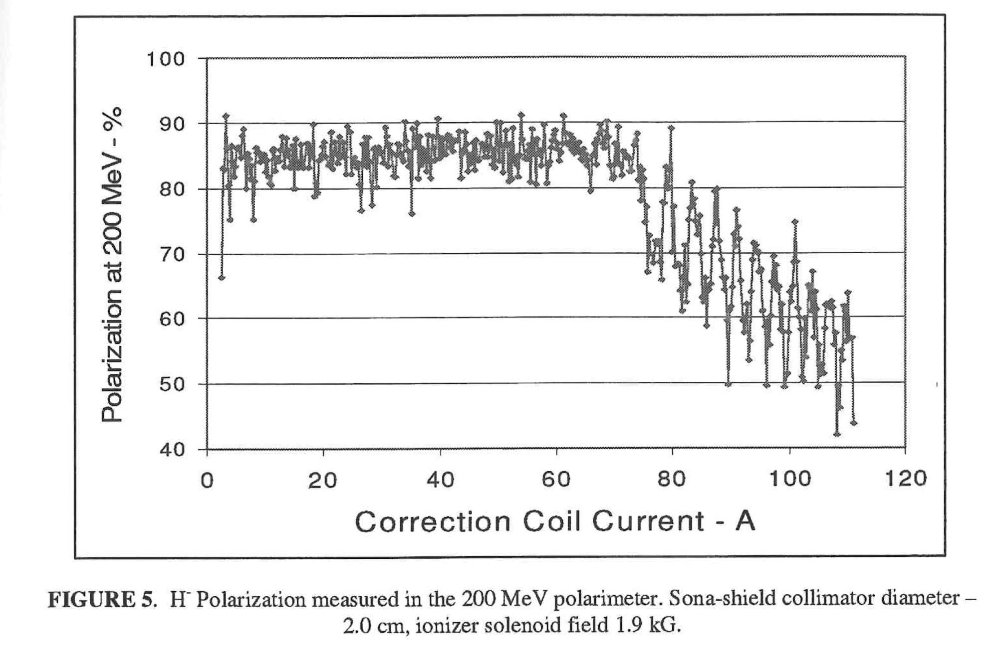 100
90
80
70
60
50
40
Polarization at 200 MeV - %
0 20 40 60 80 100 120
Correction Coil Current - A
FIGURE 5. H⁻ Polarization measured in the 200 MeV polarimeter. Sona-shield collimator diameter –
2.0 cm, ionizer solenoid field 1.9 kG.